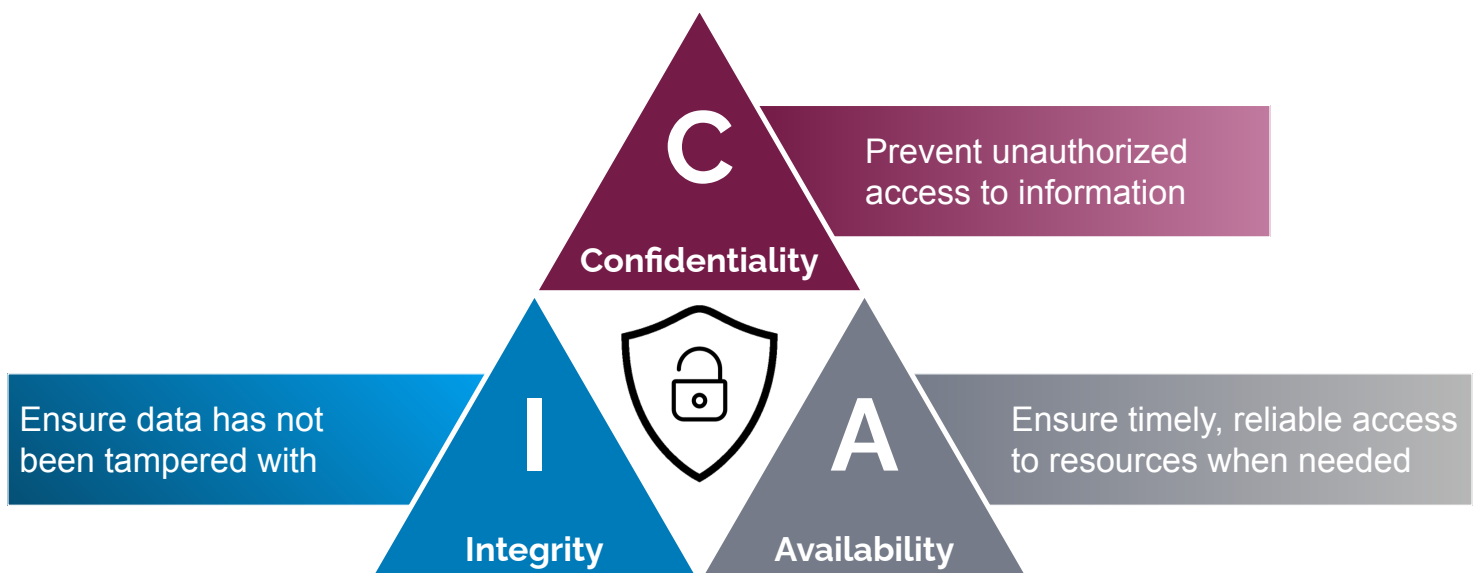 C
Confidentiality
Prevent unauthorized
access to information
I
Integrity
Ensure data has not
been tampered with
A
Availability
Ensure timely, reliable access
to resources when needed